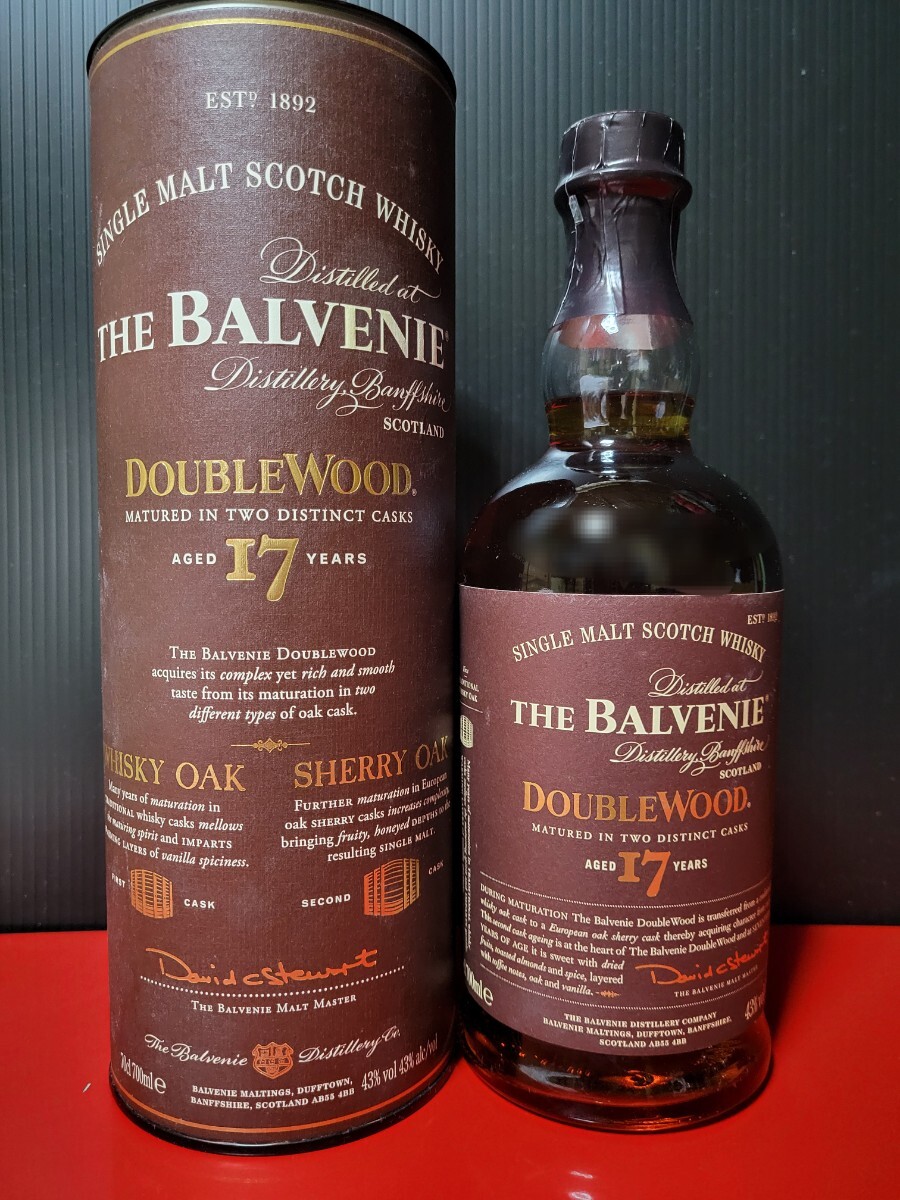 ESTD 1892
SINGLE MALT SCOTCH WHISKY
Distilled at
THE BALVENIE®
Distillery, Banffshire
SCOTLAND
DOUBLEWOOD®
MATURED IN TWO DISTINCT CASKS
AGED 17 YEARS
THE BALVENIE DOUBLEWOOD
acquires its complex yet rich and smooth
taste from its maturation in two
different types of oak cask.
WHISKY OAK
Many years of maturation in
whisky casks mellows
the maturing spirit and IMPARTS
LAYERS of vanilla spiciness.
FIRST CASK
SHERRY OAK
FURTHER maturation in European
oak SHERRY casks increases complexity,
bringing fruity, honeyed DEPTHS to the
resulting SINGLE MALT.
SECOND CASK
David C Stewart
THE BALVENIE MALT MASTER
The Balvenie Distillery Co.
70cl 700ml e
BALVENIE MALTINGS, DUFFTOWN,
BANFFSHIRE, SCOTLAND AB55 4BB
43% vol 43% alc/vol
ESTD 1892
SINGLE MALT SCOTCH WHISKY
Distilled at
THE BALVENIE®
Distillery, Banffshire
SCOTLAND
DOUBLEWOOD®
MATURED IN TWO DISTINCT CASKS
AGED 17 YEARS
DURING MATURATION The Balvenie DoubleWood is transferred from a
whisky oak cask to a European oak sherry cask thereby acquiring character
This second cask ageing is at the heart of The Balvenie DoubleWood and at
YEARS OF AGE it is sweet with dried
fruits, toasted almonds and spice, layered
with toffee notes, oak and vanilla.
David C Stewart
THE BALVENIE MALT MASTER
700ml e
THE BALVENIE DISTILLERY COMPANY
BALVENIE MALTINGS, DUFFTOWN, BANFFSHIRE,
SCOTLAND AB55 4BB
43% vol